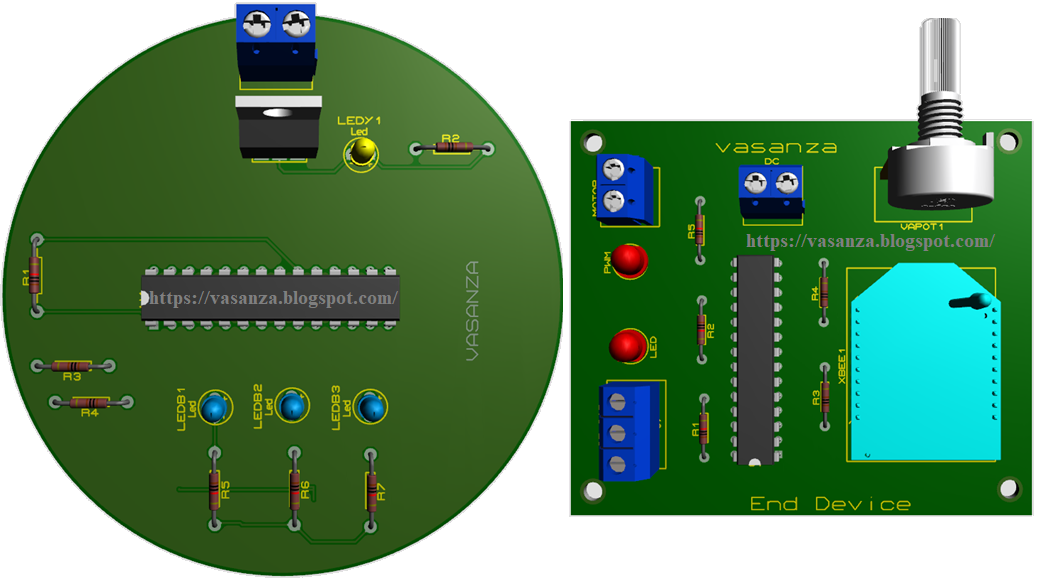 LEDY1
Led
R2
R1
https://vasanza.blogspot.com/
VASANZA
R3
R4
LEDB1
Led
LEDB2
Led
LEDB3
Led
R5
R6
R7
vasanza
DC
MOTOR
R5
VAPOT1
https://vasanza.blogspot.com/
PWM
R4
R2
LED
XBEE1
R3
R1
End Device